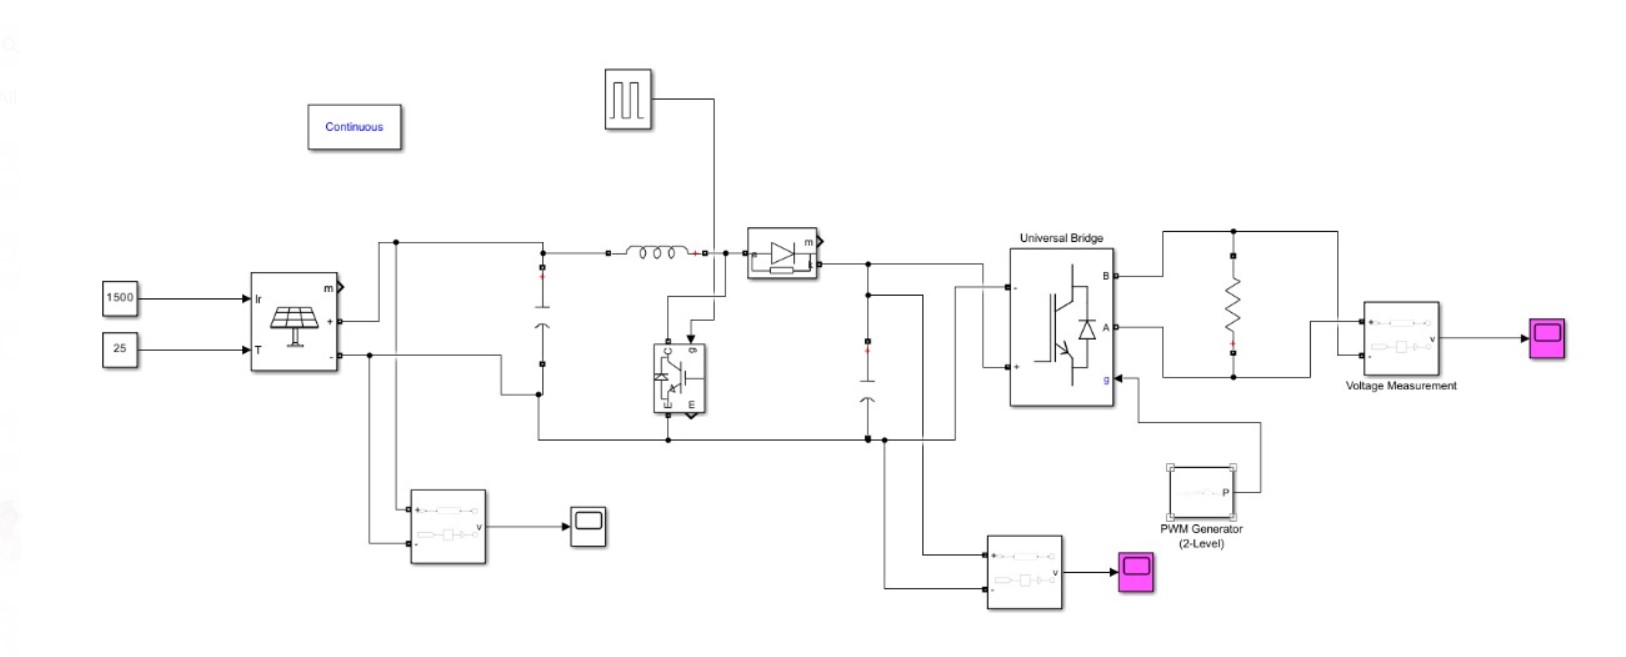 Continuous
1500
25
Ir
T
m
+
-
m
g
C
E
m
Universal Bridge
B
A
g
-
+
+
-
v
Voltage Measurement
P
PWM Generator
(2-Level)
+
-
v
+
-
v